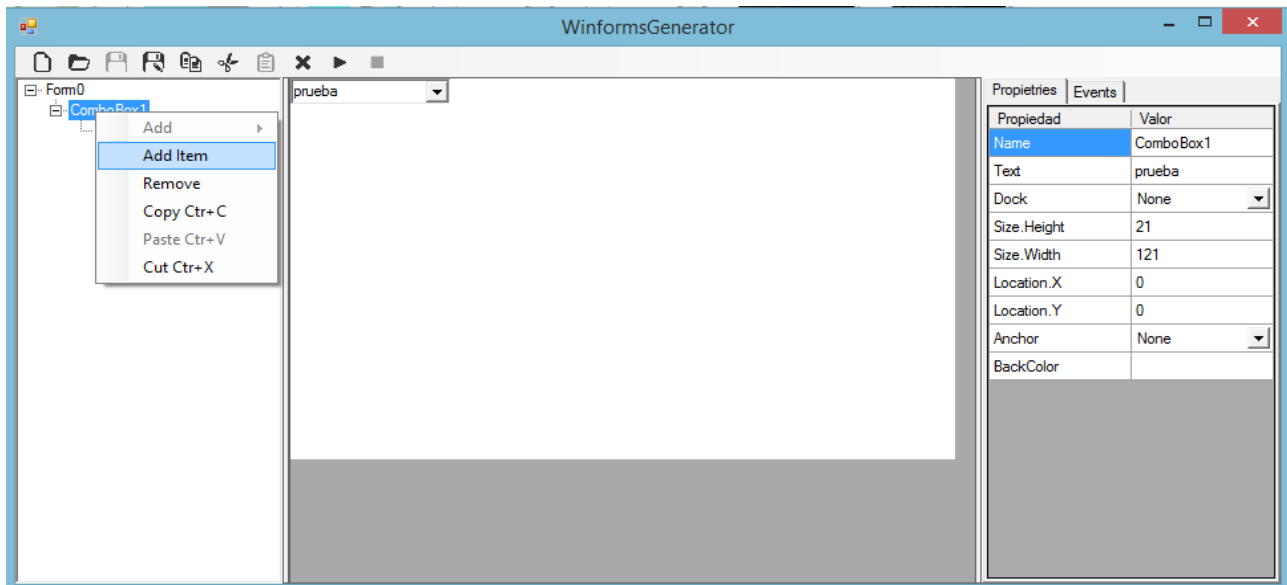 WinformsGenerator
Form0
ComboBox1
Add
Add Item
Remove
Copy Ctr+C
Paste Ctr+V
Cut Ctr+X
prueba
Propietries Events
Propiedad Valor
Name ComboBox1
Text prueba
Dock None
Size.Height 21
Size.Width 121
Location.X 0
Location.Y 0
Anchor None
BackColor